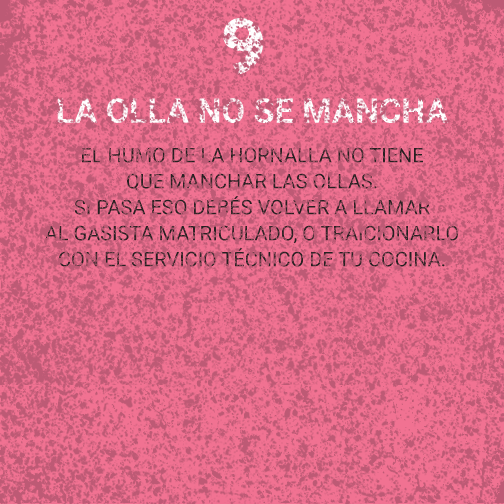 9
LA OLLA NO SE MANCHA
EL HUMO DE LA HORNALLA NO TIENE
QUE MANCHAR LAS OLLAS.
SI PASA ESO DEBÉS VOLVER A LLAMAR
AL GASISTA MATRICULADO, O TRAICIONARLO
CON EL SERVICIO TÉCNICO DE TU COCINA.